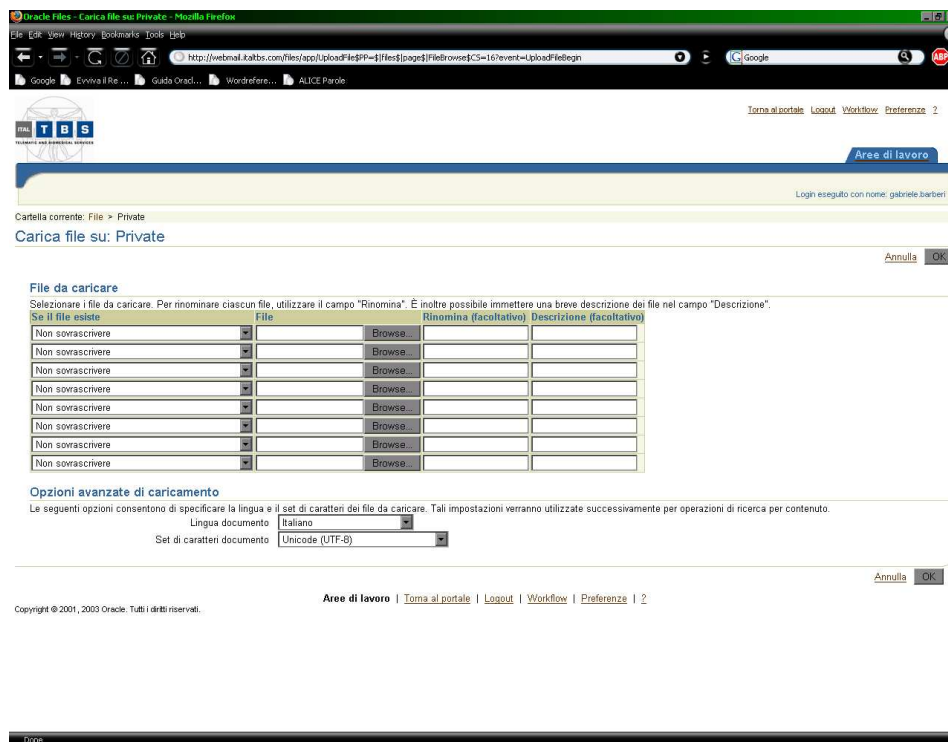 Oracle Files - Carica file su: Private - Mozilla Firefox
File Edit View History Bookmarks Tools Help
http://webmail.italtbs.com/files/app/UploadFile$PP=$|files$|page$|FileBrowse$CS=16?event=UploadFileBegin
Google
ABP
Google Evviva il Re ... Guida Oracl... Wordrefere... ALICE Parole
Torna al portale Logout Workflow Preferenze ?
ITAL TBS
TELEMATIC AND BIOMEDICAL SERVICES
Aree di lavoro
Login eseguito con nome: gabriele.barberi
Cartella corrente: File > Private
Carica file su: Private
Annulla OK
File da caricare
Selezionare i file da caricare. Per rinominare ciascun file, utilizzare il campo "Rinomina". È inoltre possibile immettere una breve descrizione dei file nel campo "Descrizione".
Se il file esiste File Rinomina (facoltativo) Descrizione (facoltativo)
Non sovrascrivere Browse...
Non sovrascrivere Browse...
Non sovrascrivere Browse...
Non sovrascrivere Browse...
Non sovrascrivere Browse...
Non sovrascrivere Browse...
Non sovrascrivere Browse...
Non sovrascrivere Browse...
Opzioni avanzate di caricamento
Le seguenti opzioni consentono di specificare la lingua e il set di caratteri dei file da caricare. Tali impostazioni verranno utilizzate successivamente per operazioni di ricerca per contenuto.
Lingua documento Italiano
Set di caratteri documento Unicode (UTF-8)
Annulla OK
Aree di lavoro | Torna al portale | Logout | Workflow | Preferenze | ?
Copyright © 2001, 2003 Oracle. Tutti i diritti riservati.
Done